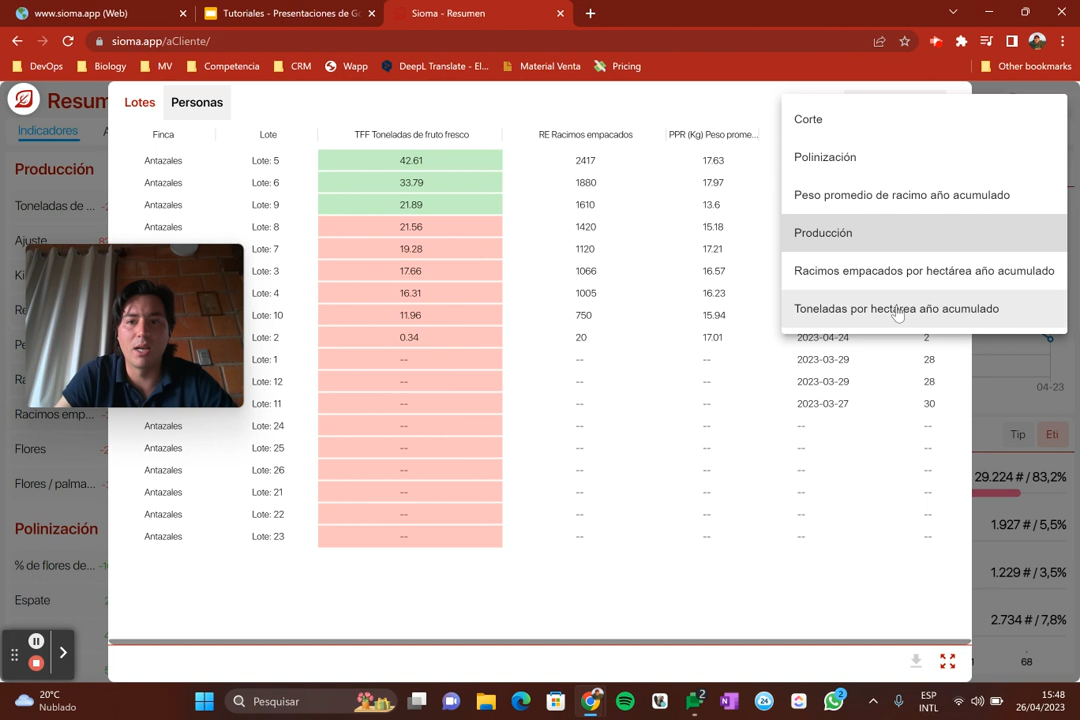 www.sioma.app (Web)
Tutoriales - Presentaciones de Go
Sioma - Resumen
sioma.app/aCliente/
DevOps
Biology
MV
Competencia
CRM
Wapp
DeepL Translate - El...
Material Venta
Pricing
Other bookmarks
Resum
Lotes
Personas
Indicadores
Finca
Lote
TFF Toneladas de fruto fresco
RE Racimos empacados
PPR (Kg) Peso prome...
Corte
Polinización
Peso promedio de racimo año acumulado
Producción
Racimos empacados por hectárea año acumulado
Toneladas por hectárea año acumulado
Antazales Lote: 5 42.61 2417 17.63
Antazales Lote: 6 33.79 1880 17.97
Antazales Lote: 9 21.89 1610 13.6
Antazales Lote: 8 21.56 1420 15.18
Lote: 7 19.28 1120 17.21
Lote: 3 17.66 1066 16.57
Lote: 4 16.31 1005 16.23
Lote: 10 11.96 750 15.94
Lote: 2 0.34 20 17.01 2023-04-24 2
Lote: 1 -- -- -- 2023-03-29 28
Lote: 12 -- -- -- 2023-03-29 28
Lote: 11 -- -- -- 2023-03-27 30
Antazales Lote: 24 -- -- -- -- --
Antazales Lote: 25 -- -- -- -- --
Antazales Lote: 26 -- -- -- -- --
Antazales Lote: 21 -- -- -- -- --
Antazales Lote: 22 -- -- -- -- --
Antazales Lote: 23 -- -- -- -- --
Producción
Toneladas de ...
Ajuste
Racimos emp...
Flores
Flores / palma...
Polinización
% de flores de...
Espate
04-23
Tip
Eti
29.224 # / 83,2%
1.927 # / 5,5%
1.229 # / 3,5%
2.734 # / 7,8%
68
20°C
Nublado
Pesquisar
2
2
ESP
INTL
15:48
26/04/2023